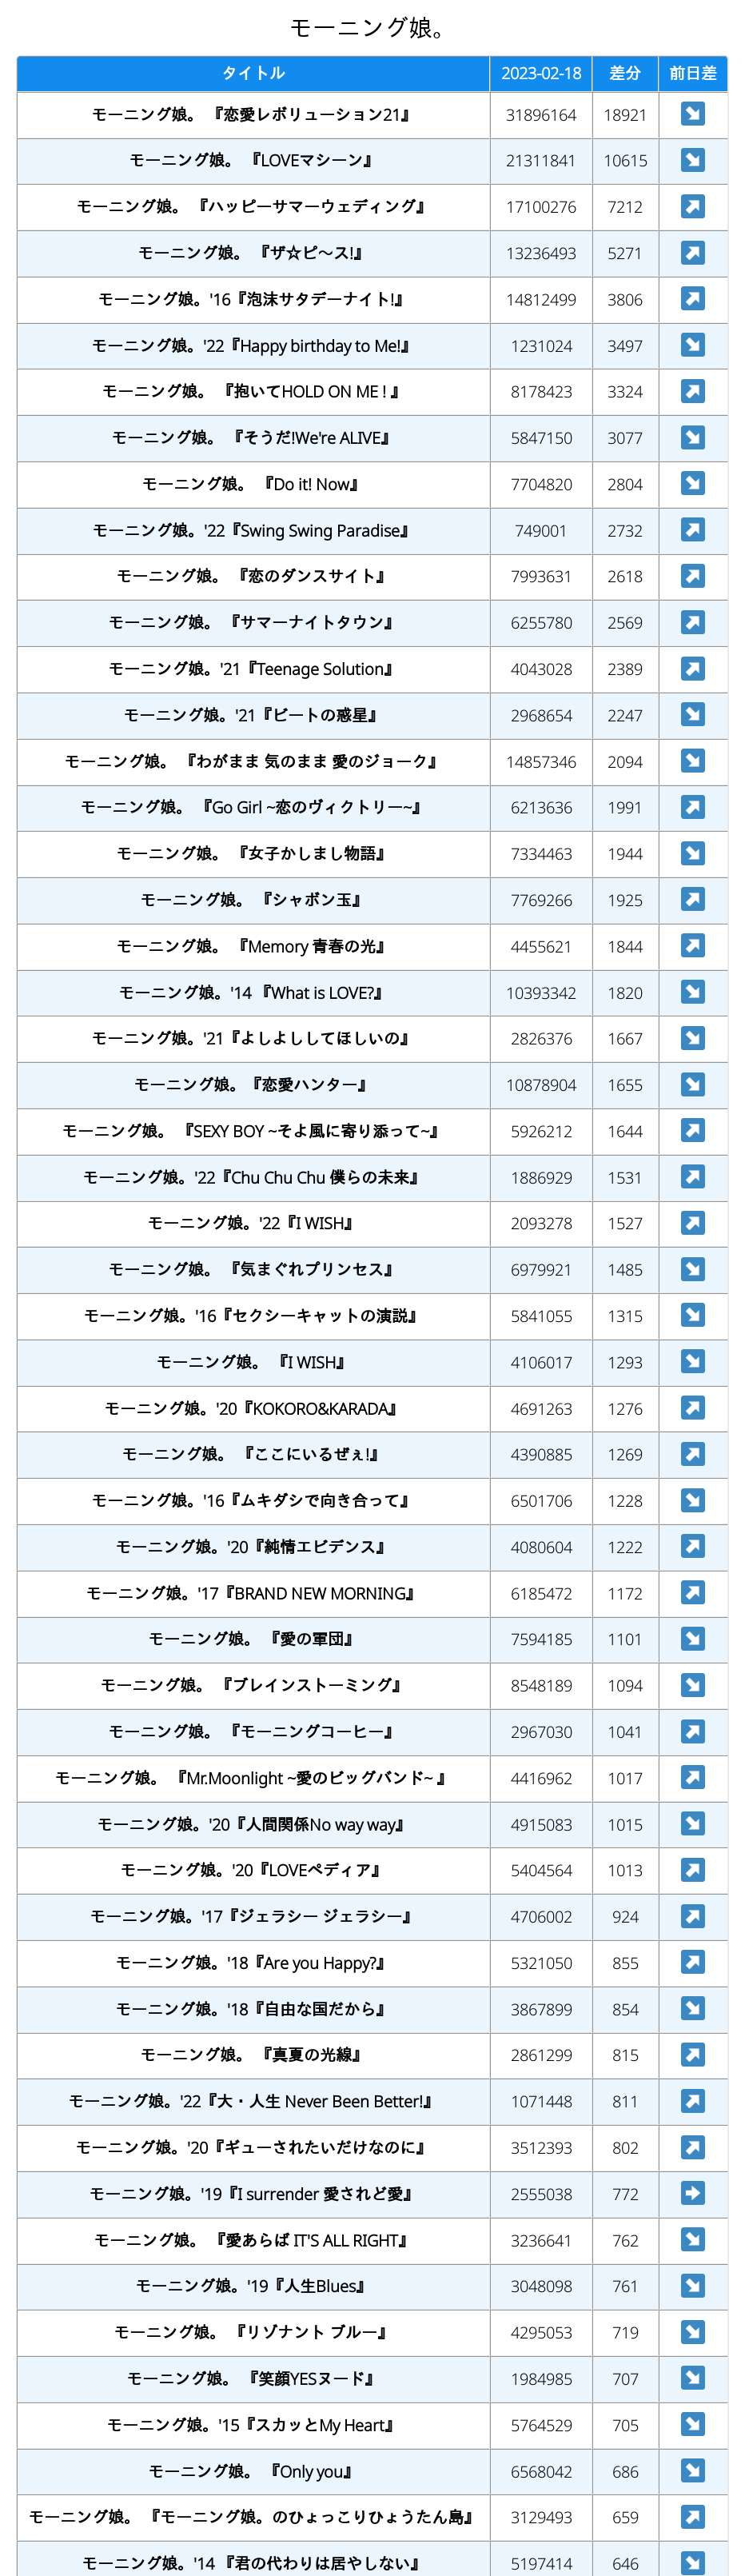 モーニング娘。
タイトル 2023-02-18 差分 前日差
モーニング娘。 『恋愛レボリューション21』 31896164 18921 ↘
モーニング娘。 『LOVEマシーン』 21311841 10615 ↘
モーニング娘。 『ハッピーサマーウェディング』 17100276 7212 ↗
モーニング娘。 『ザ☆ピ〜ス!』 13236493 5271 ↗
モーニング娘。'16『泡沫サタデーナイト!』 14812499 3806 ↗
モーニング娘。'22『Happy birthday to Me!』 1231024 3497 ↘
モーニング娘。 『抱いてHOLD ON ME ! 』 8178423 3324 ↗
モーニング娘。 『そうだ!We're ALIVE』 5847150 3077 ↘
モーニング娘。 『Do it! Now』 7704820 2804 ↘
モーニング娘。'22『Swing Swing Paradise』 749001 2732 ↗
モーニング娘。 『恋のダンスサイト』 7993631 2618 ↗
モーニング娘。 『サマーナイトタウン』 6255780 2569 ↗
モーニング娘。'21『Teenage Solution』 4043028 2389 ↗
モーニング娘。'21『ビートの惑星』 2968654 2247 ↘
モーニング娘。 『わがまま 気のまま 愛のジョーク』 14857346 2094 ↘
モーニング娘。 『Go Girl ~恋のヴィクトリー~』 6213636 1991 ↗
モーニング娘。 『女子かしまし物語』 7334463 1944 ↘
モーニング娘。 『シャボン玉』 7769266 1925 ↗
モーニング娘。 『Memory 青春の光』 4455621 1844 ↗
モーニング娘。'14 『What is LOVE?』 10393342 1820 ↘
モーニング娘。'21『よしよししてほしいの』 2826376 1667 ↘
モーニング娘。『恋愛ハンター』 10878904 1655 ↘
モーニング娘。 『SEXY BOY ~そよ風に寄り添って~』 5926212 1644 ↗
モーニング娘。'22『Chu Chu Chu 僕らの未来』 1886929 1531 ↗
モーニング娘。'22『I WISH』 2093278 1527 ↗
モーニング娘。 『気まぐれプリンセス』 6979921 1485 ↘
モーニング娘。'16『セクシーキャットの演説』 5841055 1315 ↘
モーニング娘。 『I WISH』 4106017 1293 ↘
モーニング娘。'20『KOKORO&KARADA』 4691263 1276 ↗
モーニング娘。 『ここにいるぜぇ!』 4390885 1269 ↗
モーニング娘。'16『ムキダシで向き合って』 6501706 1228 ↘
モーニング娘。'20『純情エビデンス』 4080604 1222 ↗
モーニング娘。'17『BRAND NEW MORNING』 6185472 1172 ↗
モーニング娘。 『愛の軍団』 7594185 1101 ↘
モーニング娘。 『ブレインストーミング』 8548189 1094 ↘
モーニング娘。 『モーニングコーヒー』 2967030 1041 ↗
モーニング娘。 『Mr.Moonlight ~愛のビッグバンド~ 』 4416962 1017 ↗
モーニング娘。'20『人間関係No way way』 4915083 1015 ↘
モーニング娘。'20『LOVEペディア』 5404564 1013 ↗
モーニング娘。'17『ジェラシー ジェラシー』 4706002 924 ↗
モーニング娘。'18『Are you Happy?』 5321050 855 ↗
モーニング娘。'18『自由な国だから』 3867899 854 ↘
モーニング娘。 『真夏の光線』 2861299 815 ↗
モーニング娘。'22『大・人生 Never Been Better!』 1071448 811 ↗
モーニング娘。'20『ギューされたいだけなのに』 3512393 802 ↗
モーニング娘。'19『I surrender 愛されど愛』 2555038 772 →
モーニング娘。 『愛あらば IT'S ALL RIGHT』 3236641 762 ↘
モーニング娘。'19『人生Blues』 3048098 761 ↘
モーニング娘。 『リゾナント ブルー』 4295053 719 ↘
モーニング娘。 『笑顔YESヌード』 1984985 707 ↘
モーニング娘。'15『スカッとMy Heart』 5764529 705 ↘
モーニング娘。 『Only you』 6568042 686 ↘
モーニング娘。 『モーニング娘。のひょっこりひょうたん島』 3129493 659 ↗
モーニング娘。'14 『君の代わりは居やしない』 5197414 646 ↘